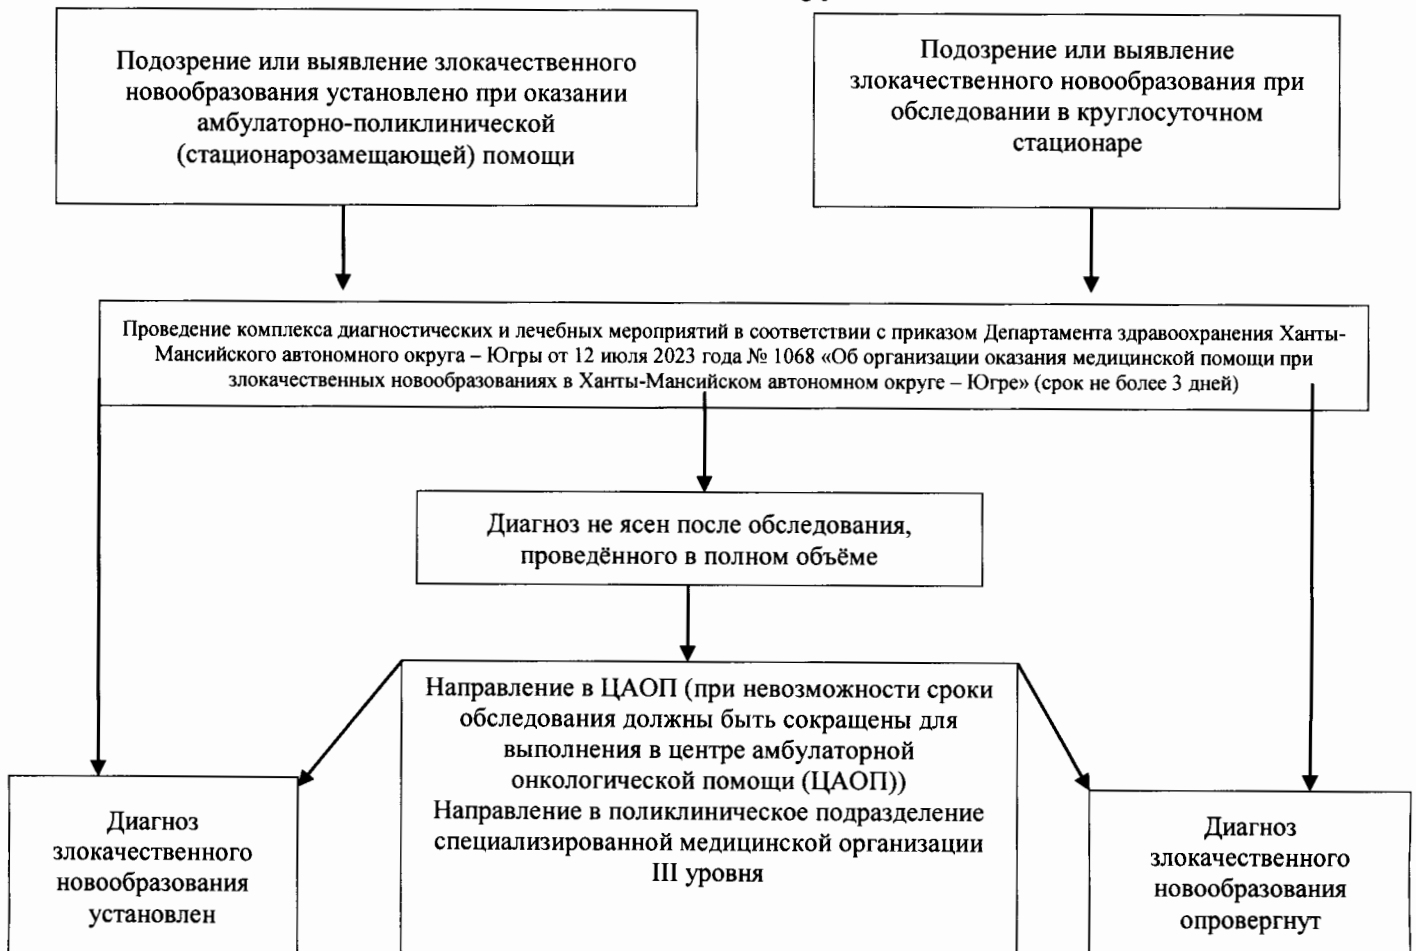 Подозрение или выявление злокачественного
новообразования установлено при оказании
амбулаторно-поликлинической
(стационарозамещающей) помощи
Подозрение или выявление
злокачественного новообразования при
обследовании в круглосуточном
стационаре
Проведение комплекса диагностических и лечебных мероприятий в соответствии с приказом Департамента здравоохранения Ханты-
Мансийского автономного округа – Югры от 12 июля 2023 года № 1068 «Об организации оказания медицинской помощи при
злокачественных новообразованиях в Ханты-Мансийском автономном округе – Югре» (срок не более 3 дней)
Диагноз не ясен после обследования,
проведённого в полном объёме
Направление в ЦАОП (при невозможности сроки
обследования должны быть сокращены для
выполнения в центре амбулаторной
онкологической помощи (ЦАОП))
Направление в поликлиническое подразделение
специализированной медицинской организации
III уровня
Диагноз
злокачественного
новообразования
установлен
Диагноз
злокачественного
новообразования
опровергнут